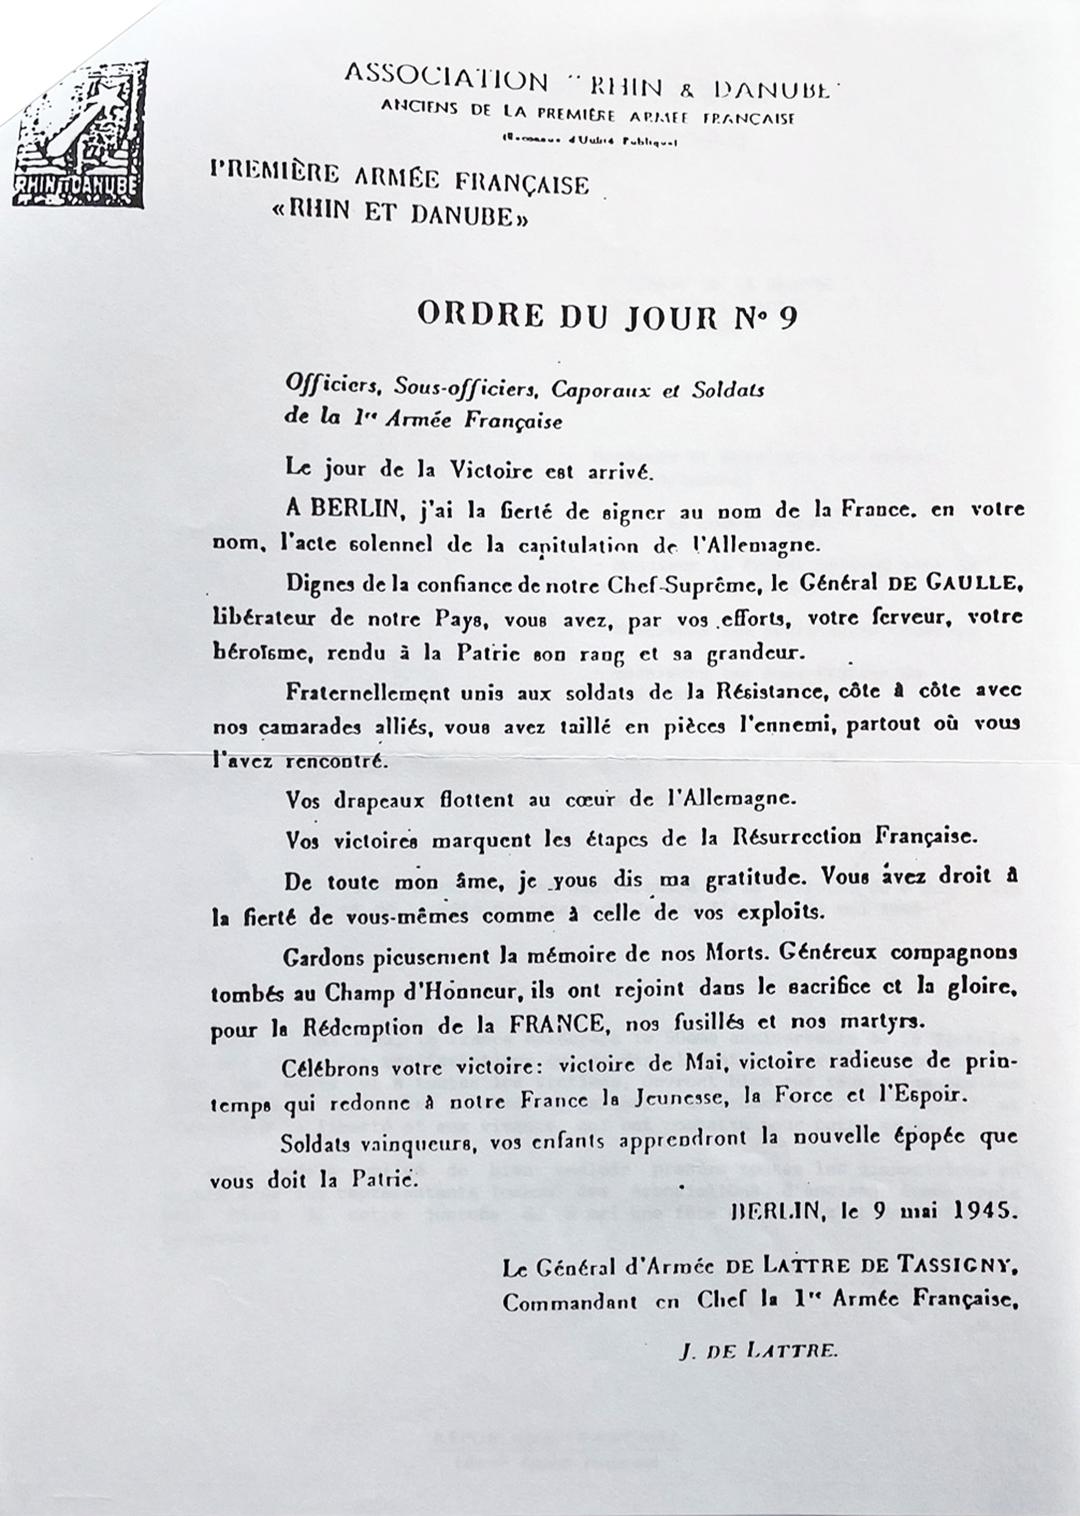 RHIN ET DANUBE
ASSOCIATION "RHIN & DANUBE"
ANCIENS DE LA PREMIÈRE ARMÉE FRANÇAISE
(Reconnue d'Utilité Publique)
PREMIÈRE ARMÉE FRANÇAISE
«RHIN ET DANUBE»
ORDRE DU JOUR Nº 9
Officiers, Sous-officiers, Caporaux et Soldats
de la 1re Armée Française
Le jour de la Victoire est arrivé.
A BERLIN, j'ai la fierté de signer au nom de la France, en votre
nom, l'acte solennel de la capitulation de l'Allemagne.
Dignes de la confiance de notre Chef-Suprême, le Général DE GAULLE,
libérateur de notre Pays, vous avez, par vos efforts, votre ferveur, votre
héroïsme, rendu à la Patrie son rang et sa grandeur.
Fraternellement unis aux soldats de la Résistance, côte à côte avec
nos camarades alliés, vous avez taillé en pièces l'ennemi, partout où vous
l'avez rencontré.
Vos drapeaux flottent au cœur de l'Allemagne.
Vos victoires marquent les étapes de la Résurrection Française.
De toute mon âme, je vous dis ma gratitude. Vous avez droit à
la fierté de vous-mêmes comme à celle de vos exploits.
Gardons pieusement la mémoire de nos Morts. Généreux compagnons
tombés au Champ d'Honneur, ils ont rejoint dans le sacrifice et la gloire,
pour la Rédemption de la FRANCE, nos fusillés et nos martyrs.
Célébrons votre victoire : victoire de Mai, victoire radieuse de prin-
temps qui redonne à notre France la Jeunesse, la Force et l'Espoir.
Soldats vainqueurs, vos enfants apprendront la nouvelle épopée que
vous doit la Patrie.
BERLIN, le 9 mai 1945.
Le Général d'Armée DE LATTRE DE TASSIGNY,
Commandant en Chef la 1re Armée Française,
J. DE LATTRE.